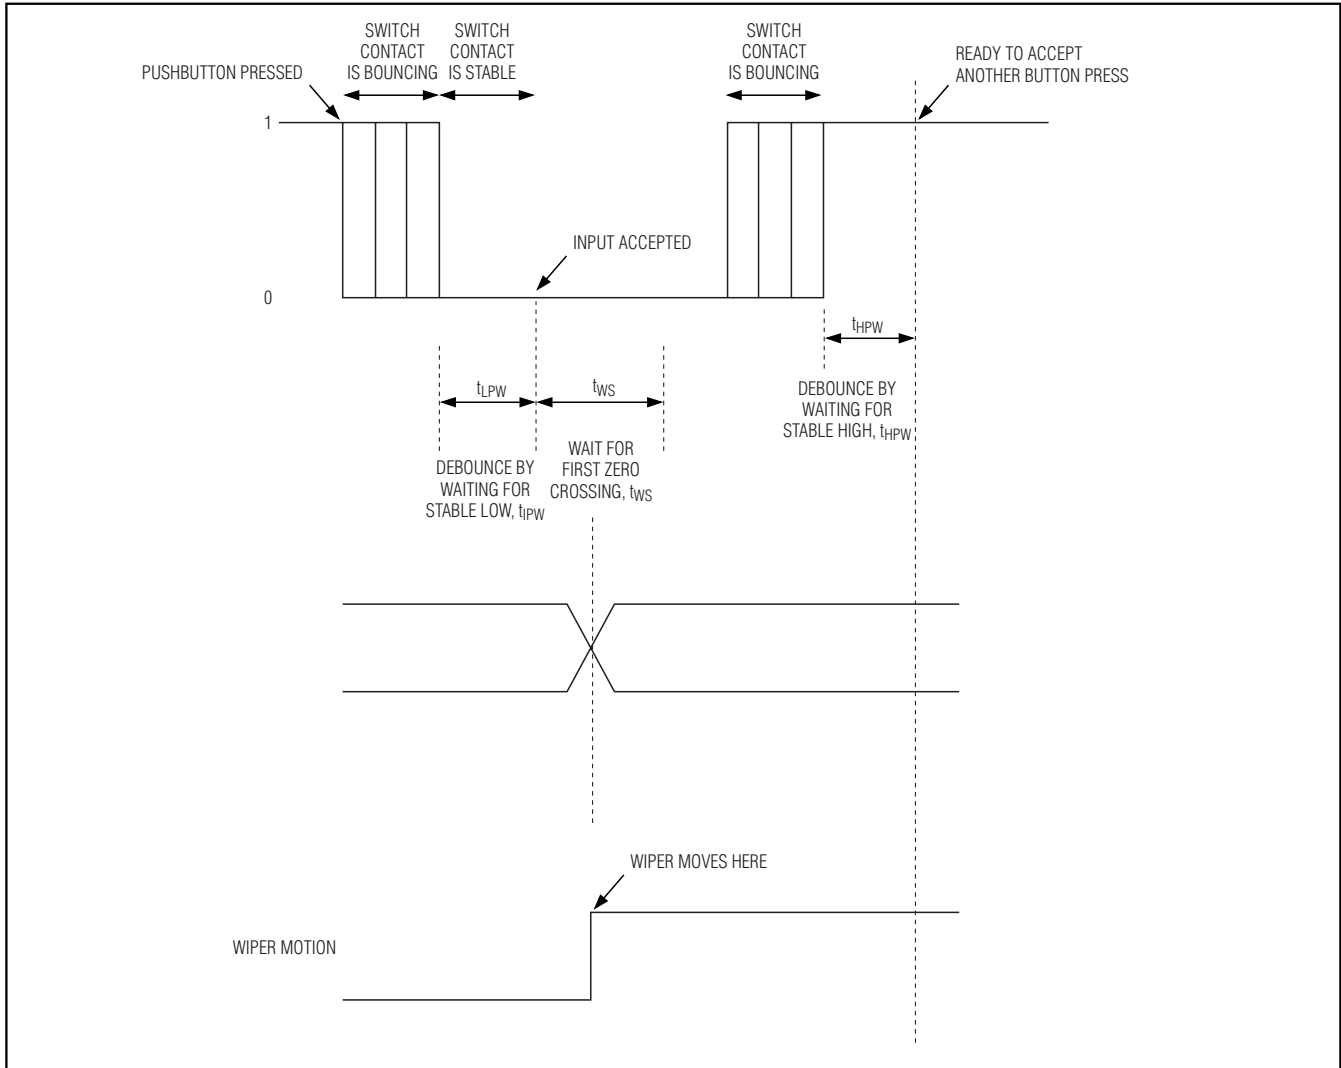 SWITCH
CONTACT
IS BOUNCING
SWITCH
CONTACT
IS STABLE
SWITCH
CONTACT
IS BOUNCING
READY TO ACCEPT
ANOTHER BUTTON PRESS
PUSHBUTTON PRESSED
1
INPUT ACCEPTED
0
tHPW
tLPW
tWS
DEBOUNCE BY
WAITING FOR
STABLE HIGH, tHPW
WAIT FOR
FIRST ZERO
CROSSING, tWS
DEBOUNCE BY
WAITING FOR
STABLE LOW, tIPW
WIPER MOVES HERE
WIPER MOTION